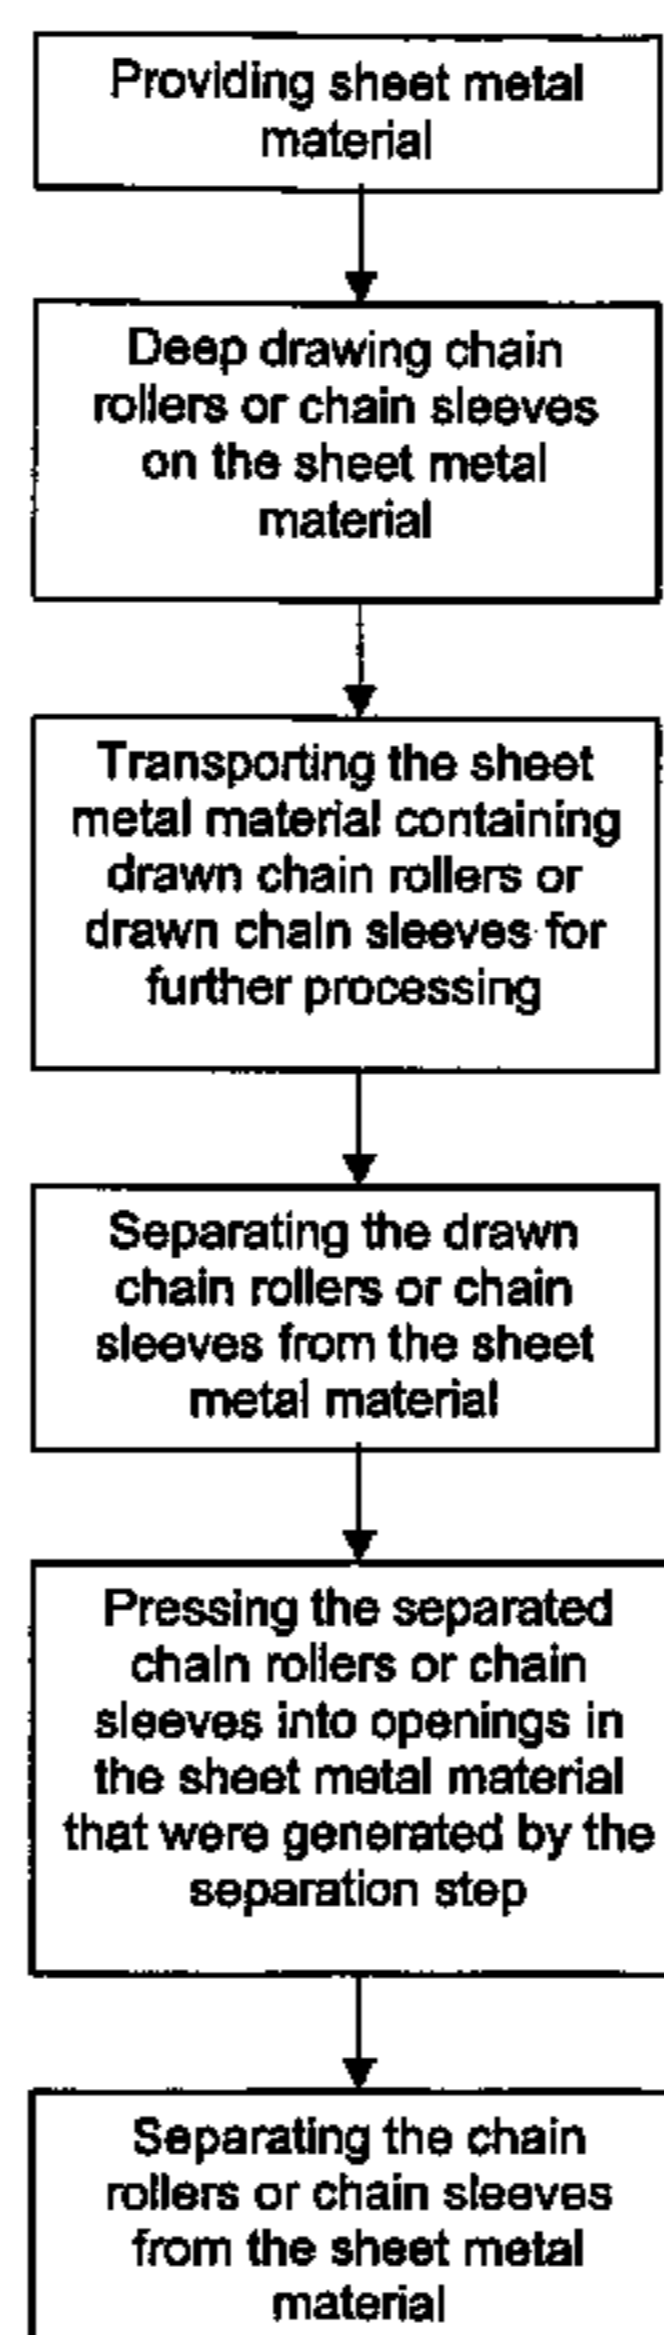 Providing sheet metal
material
Deep drawing chain
rollers or chain sleeves
on the sheet metal
material
Transporting the sheet
metal material containing
drawn chain rollers or
drawn chain sleeves for
further processing
Separating the drawn
chain rollers or chain
sleeves from the sheet
metal material
Pressing the separated
chain rollers or chain
sleeves into openings in
the sheet metal material
that were generated by the
separation step
Separating the chain
rollers or chain sleeves
from the sheet metal
material